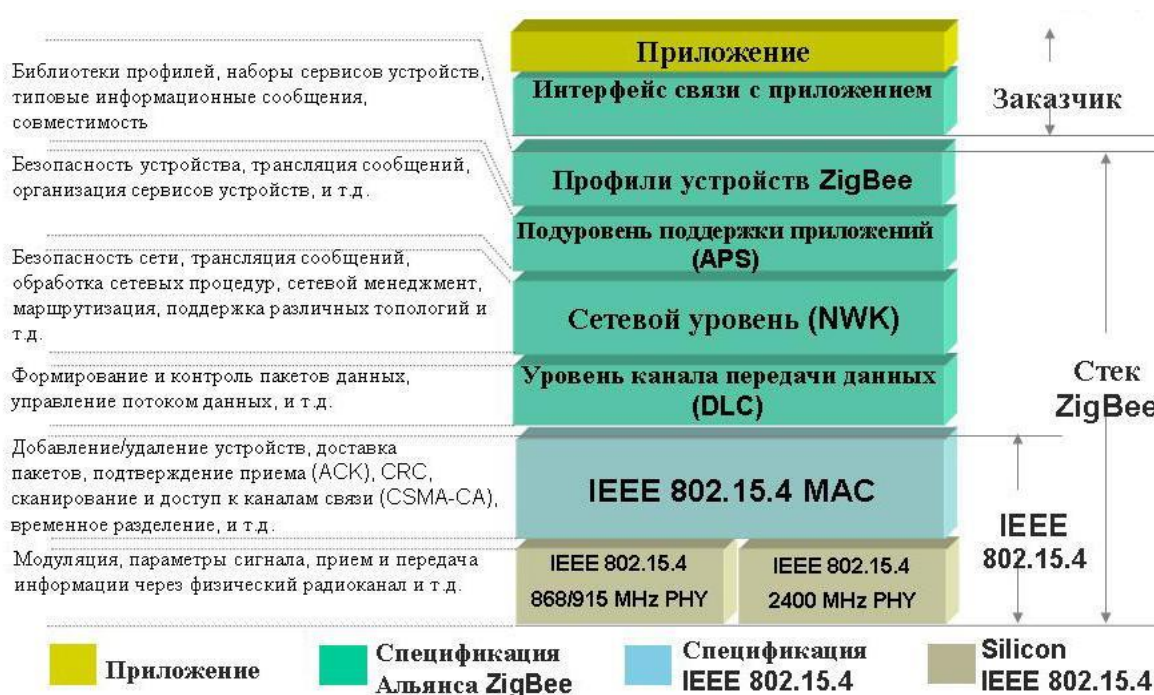 Приложение
Интерфейс связи с приложением
Заказчик
Библиотеки профилей, наборы сервисов устройств,
типовые информационные сообщения,
совместимость
Безопасность устройства, трансляция сообщений,
организация сервисов устройств, и т.д.
Профили устройств ZigBee
Подуровень поддержки приложений
(APS)
Безопасность сети, трансляция сообщений,
обработка сетевых процедур, сетевой менеджмент,
маршрутизация, поддержка различных топологий и
т.д.
Сетевой уровень (NWK)
Формирование и контроль пакетов данных,
управление потоком данных, и т.д.
Уровень канала передачи данных
(DLC)
Стек
ZigBee
Добавление/удаление устройств, доставка
пакетов, подтверждение приема (ACK), CRC,
сканирование и доступ к каналам связи (CSMA-CA),
временное разделение, и т.д.
IEEE 802.15.4 MAC
IEEE
802.15.4
Модуляция, параметры сигнала, прием и передача
информации через физический радиоканал и т.д.
IEEE 802.15.4
868/915 MHz PHY
IEEE 802.15.4
2400 MHz PHY
Приложение
Спецификация
Альянса ZigBee
Спецификация
IEEE 802.15.4
Silicon
IEEE 802.15.4